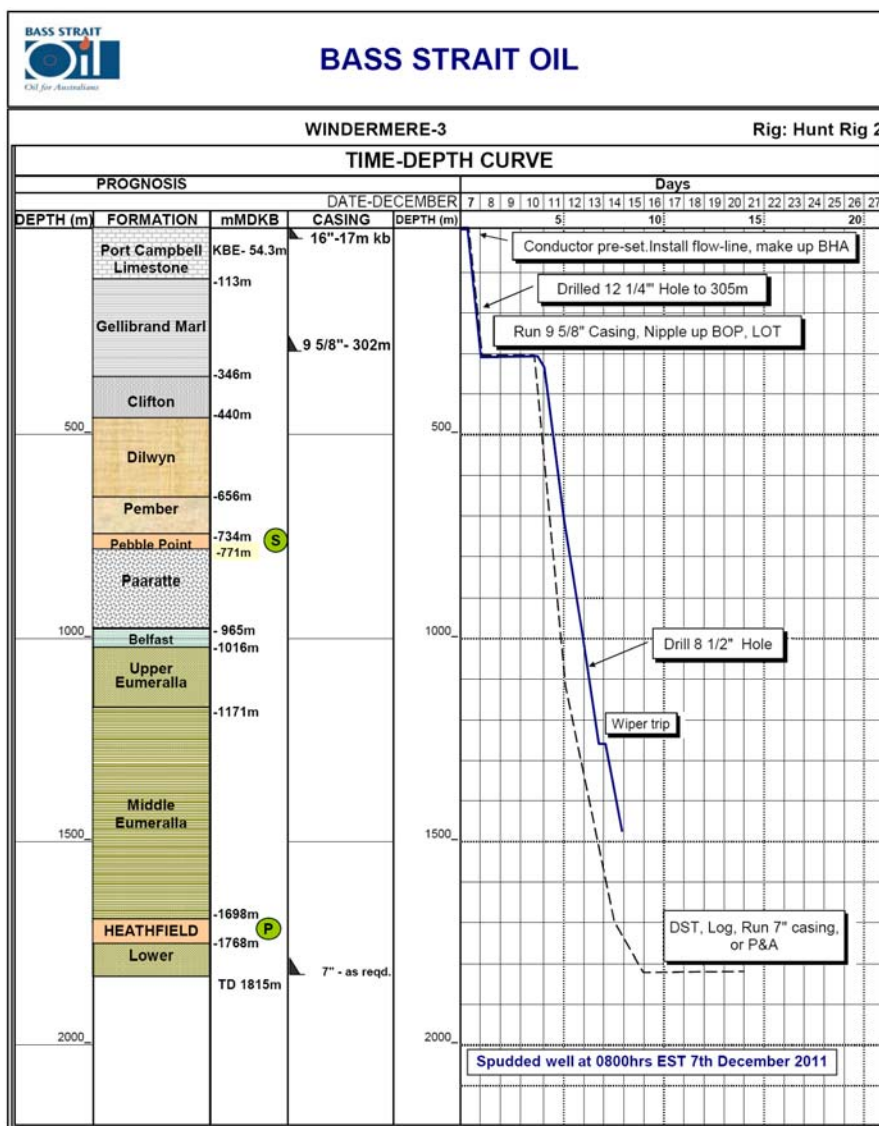 BASS STRAIT
Oil
Oil for Australians
BASS STRAIT OIL
WINDERMERE-3
Rig: Hunt Rig 2
TIME-DEPTH CURVE
PROGNOSIS
Days
DATE-DECEMBER
7 8 9 10 11 12 13 14 15 16 17 18 19 20 21 22 23 24 25 26 27
DEPTH (m) FORMATION mMDKB CASING DEPTH (m)
5 10 15 20
Port Campbell
Limestone
KBE- 54.3m
16"-17m kb
Conductor pre-set.Install flow-line, make up BHA
-113m
Drilled 12 1/4"' Hole to 305m
Gellibrand Marl
9 5/8"- 302m
Run 9 5/8" Casing, Nipple up BOP, LOT
-346m
Clifton
-440m
500
500
Dilwyn
-656m
Pember
-734m
S
Pebble Point
-771m
Paaratte
- 965m
1000
1000
Belfast
-1016m
Drill 8 1/2" Hole
Upper
Eumeralla
-1171m
Wiper trip
Middle
Eumeralla
1500
1500
-1698m
HEATHFIELD
P
DST, Log, Run 7" casing,
or P&A
-1768m
Lower
7" - as reqd.
TD 1815m
2000
2000
Spudded well at 0800hrs EST 7th December 2011